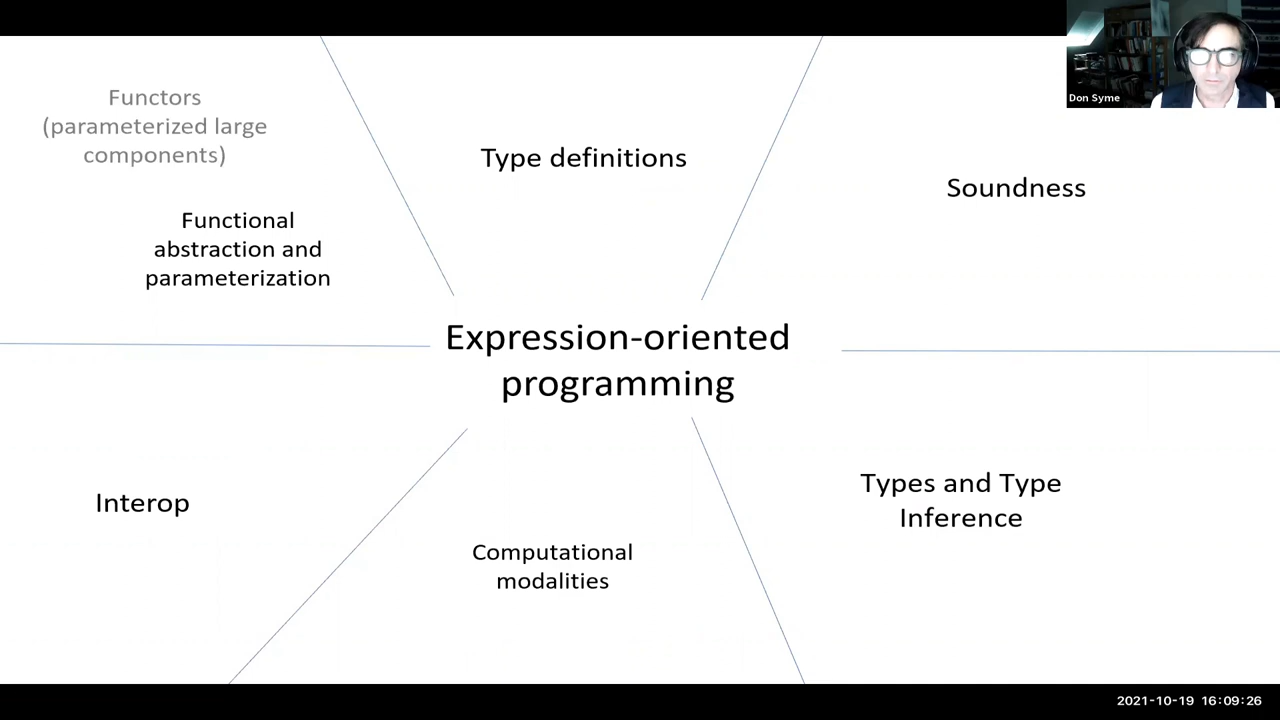 Don Syme
Functors
(parameterized large
components)
Type definitions
Soundness
Functional
abstraction and
parameterization
Expression-oriented
programming
Interop
Types and Type
Inference
Computational
modalities
2021-10-19 16:09:26